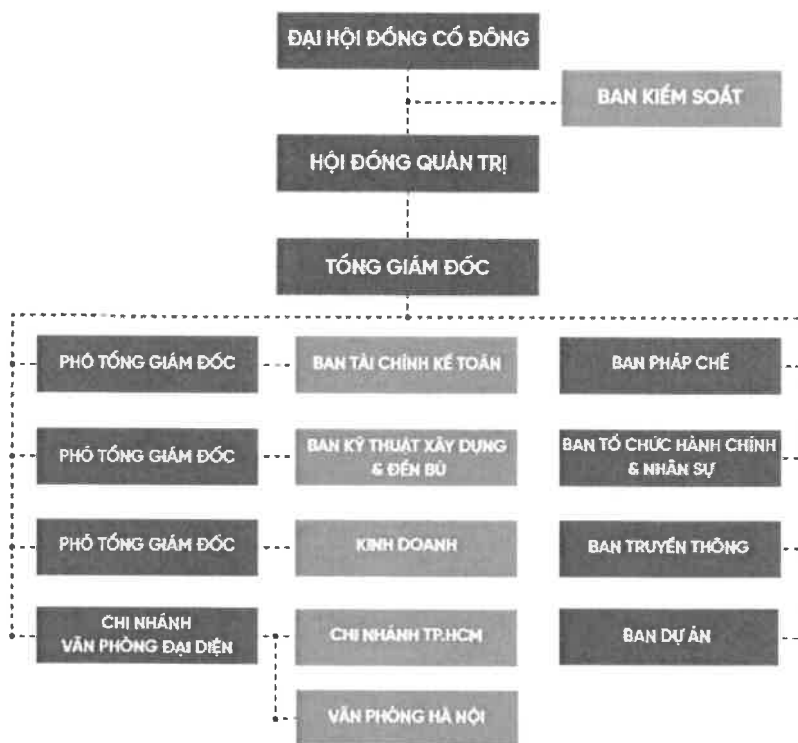 ĐẠI HỘI ĐỒNG CỔ ĐÔNG
BAN KIỂM SOÁT
HỘI ĐỒNG QUẢN TRỊ
TỔNG GIÁM ĐỐC
PHÓ TỔNG GIÁM ĐỐC
BAN TÀI CHÍNH KẾ TOÁN
BAN PHÁP CHẾ
PHÓ TỔNG GIÁM ĐỐC
BAN KỸ THUẬT XÂY DỰNG
& ĐỀN BÙ
BAN TỔ CHỨC HÀNH CHÍNH
& NHÂN SỰ
PHÓ TỔNG GIÁM ĐỐC
KINH DOANH
BAN TRUYỀN THÔNG
CHI NHÁNH
VĂN PHÒNG ĐẠI DIỆN
CHI NHÁNH TP.HCM
BAN DỰ ÁN
VĂN PHÒNG HÀ NỘI